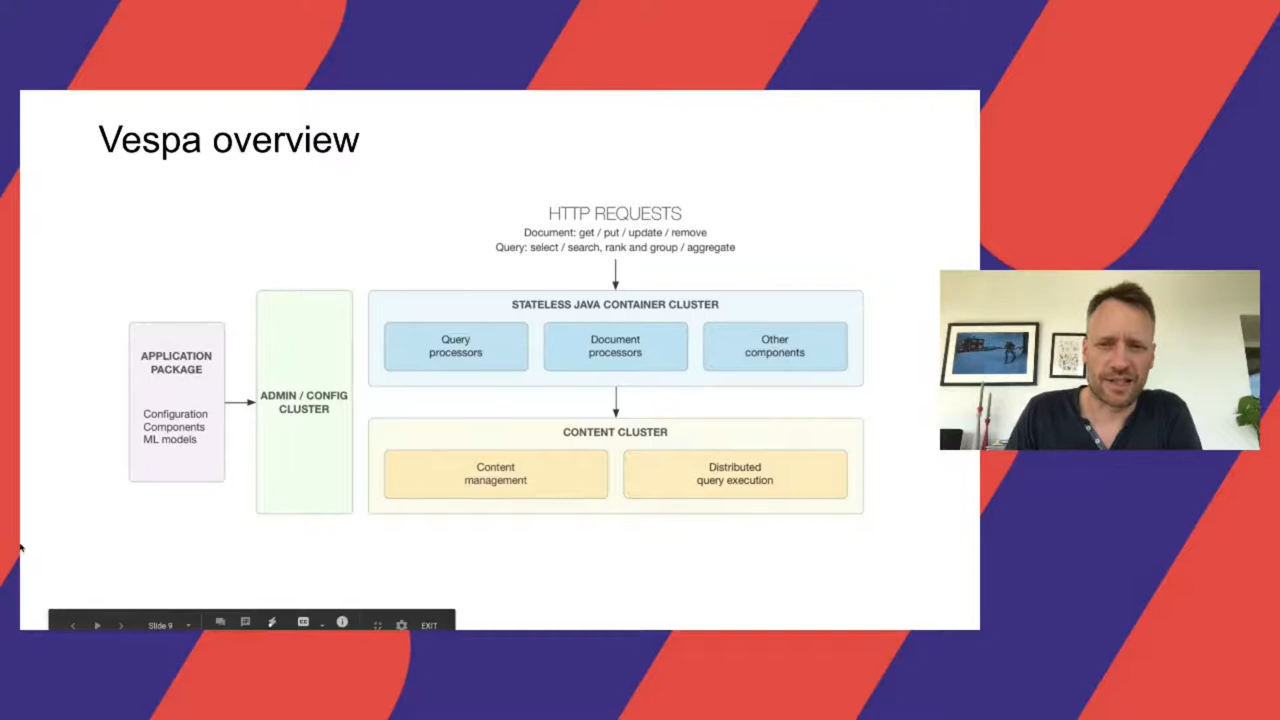 Vespa overview
HTTP REQUESTS
Document: get / put / update / remove
Query: select / search, rank and group / aggregate
STATELESS JAVA CONTAINER CLUSTER
Query
processors
Document
processors
Other
components
APPLICATION
PACKAGE
Configuration
Components
ML models
ADMIN / CONFIG
CLUSTER
CONTENT CLUSTER
Content
management
Distributed
query execution
Slide 9
CC
EXIT